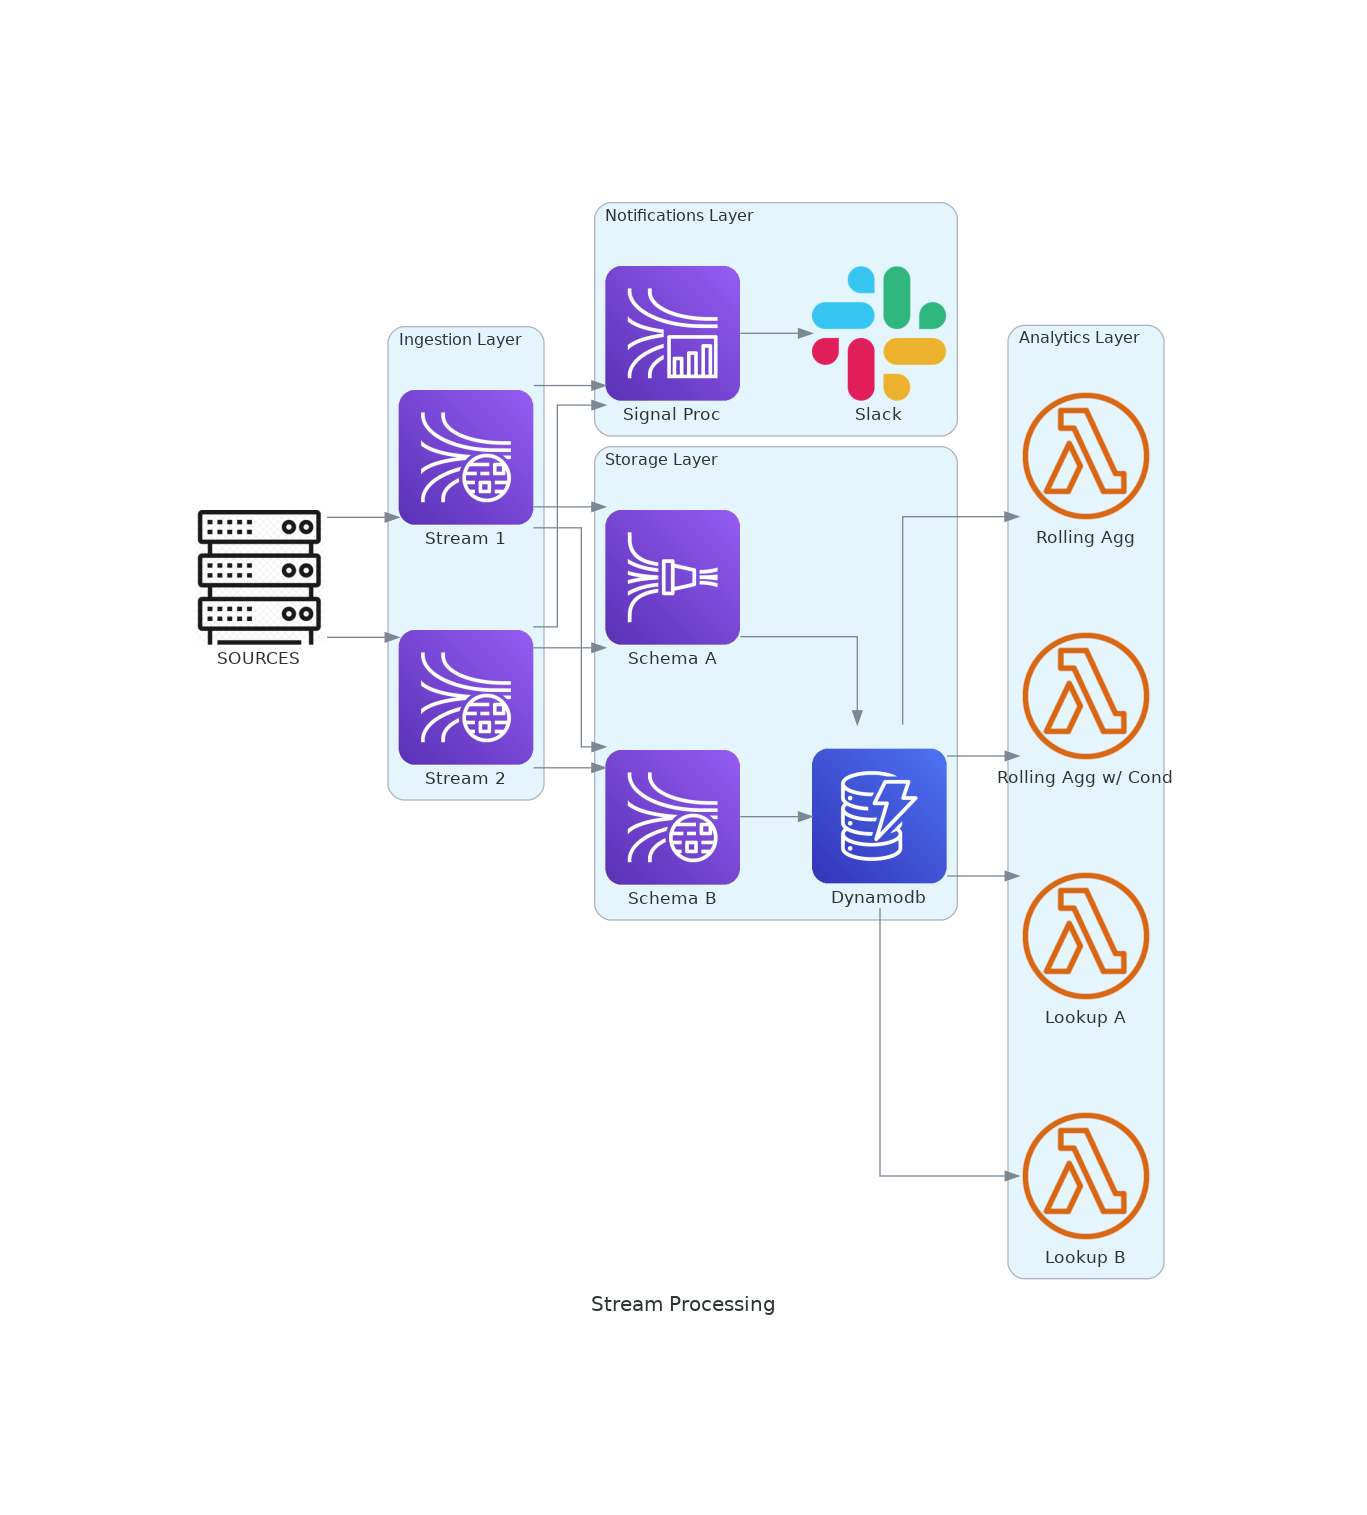 Notifications Layer
Signal Proc
Slack
Ingestion Layer
Stream 1
Stream 2
SOURCES
Storage Layer
Schema A
Schema B
Dynamodb
Analytics Layer
Rolling Agg
Rolling Agg w/ Cond
Lookup A
Lookup B
Stream Processing